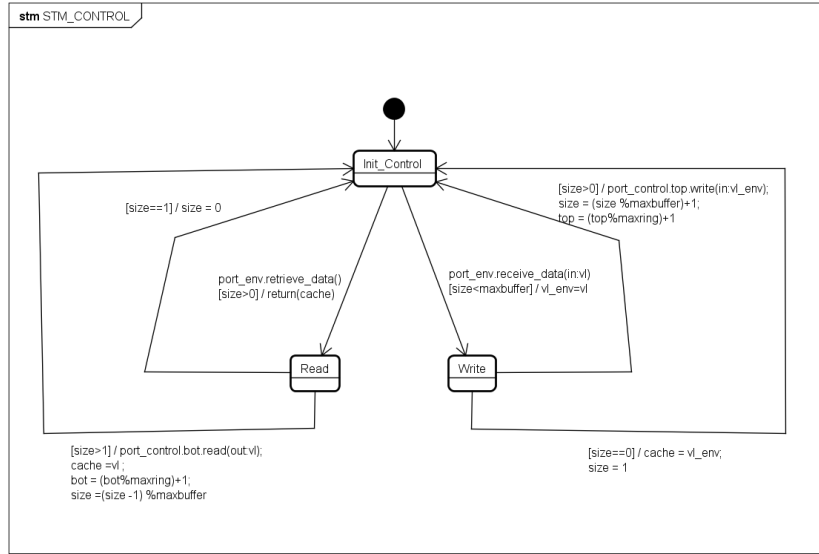 stm STM_CONTROL
Init_Control
[size==1] / size = 0
[size>0] / port_control.top.write(in:vl_env);
size = (size %maxbuffer)+1;
top = (top%maxring)+1
port_env.retrieve_data()
[size>0] / return(cache)
port_env.receive_data(in:vl)
[size<maxbuffer] / vl_env=vl
Read
Write
[size>1] / port_control.bot.read(out:vl);
cache =vl ;
bot = (bot%maxring)+1;
size =(size -1) %maxbuffer
[size==0] / cache = vl_env;
size = 1